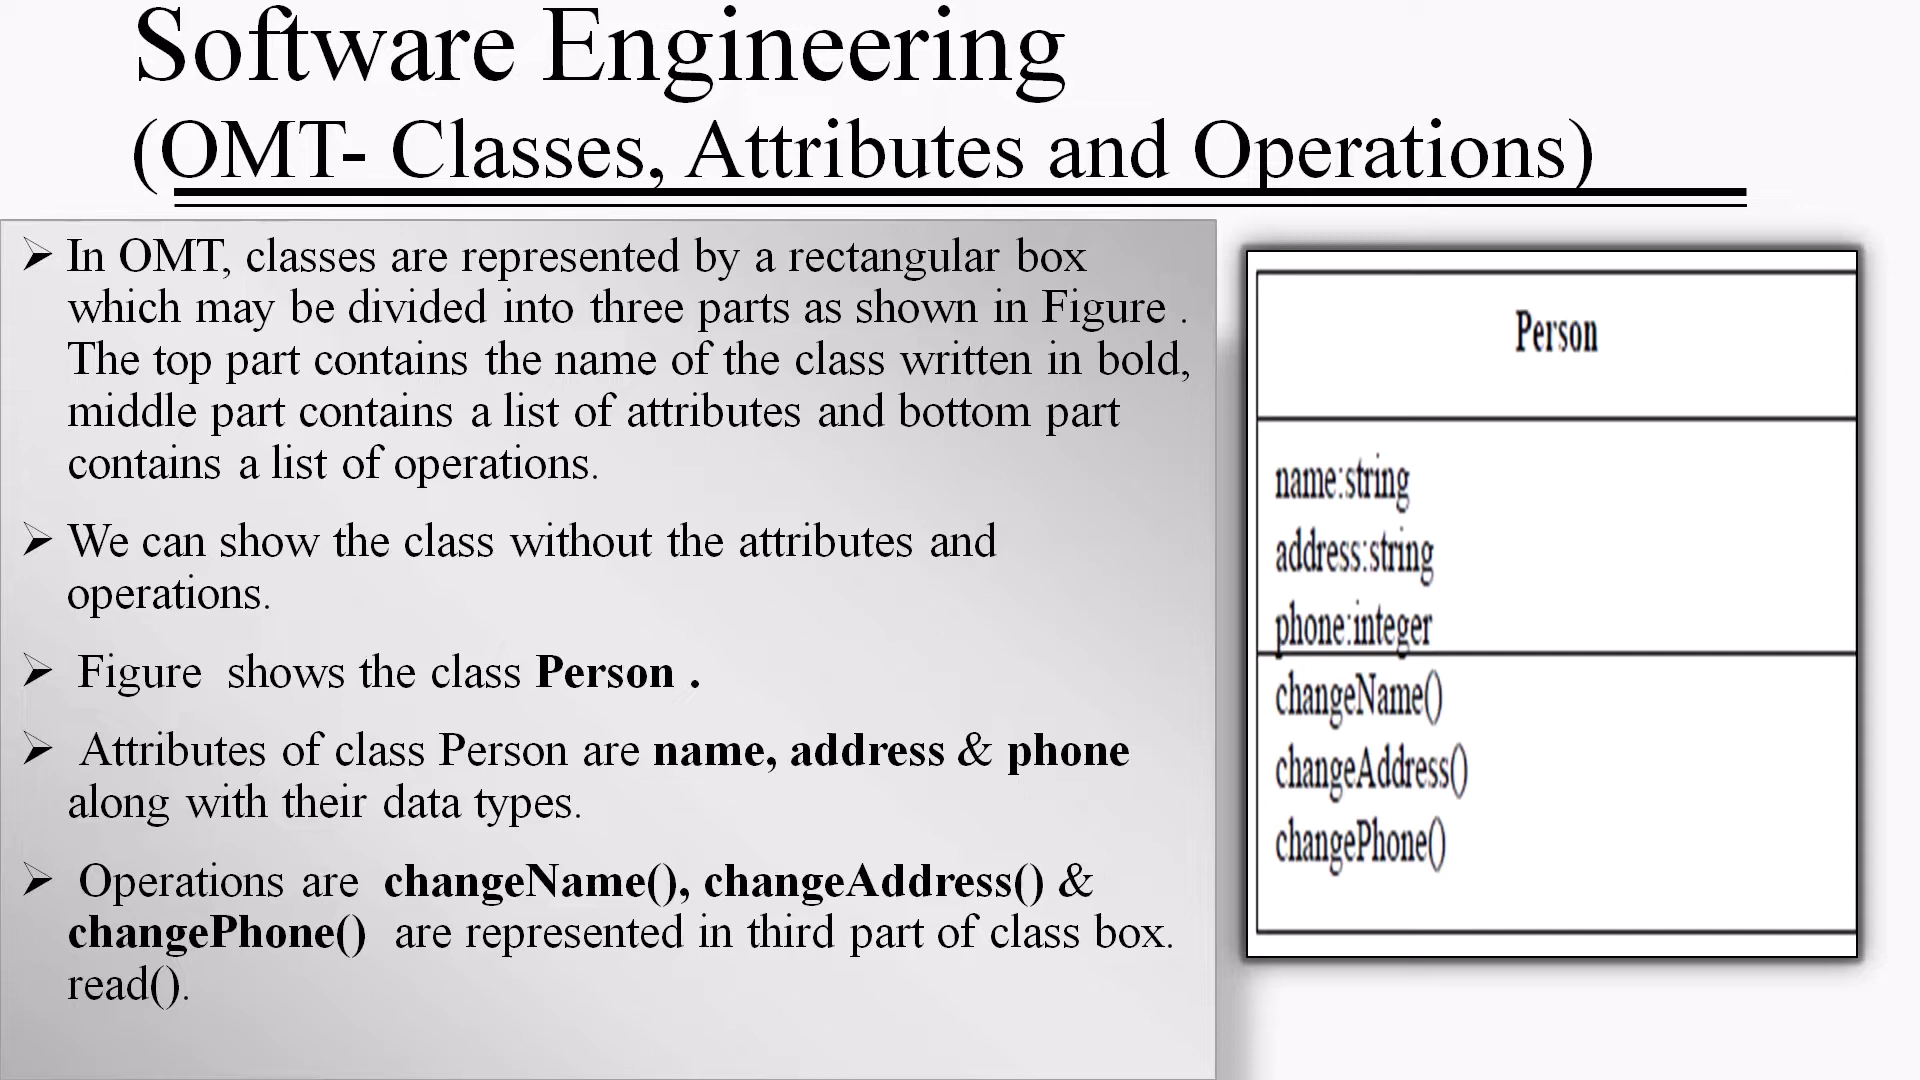 Software Engineering
(OMT- Classes, Attributes and Operations)
➢ In OMT, classes are represented by a rectangular box
which may be divided into three parts as shown in Figure .
The top part contains the name of the class written in bold,
middle part contains a list of attributes and bottom part
contains a list of operations.
➢ We can show the class without the attributes and
operations.
➢ Figure shows the class Person .
➢ Attributes of class Person are name, address & phone
along with their data types.
➢ Operations are changeName(), changeAddress() &
changePhone() are represented in third part of class box.
read().
Person
name:string
address:string
phone:integer
changeName()
changeAddress()
changePhone()